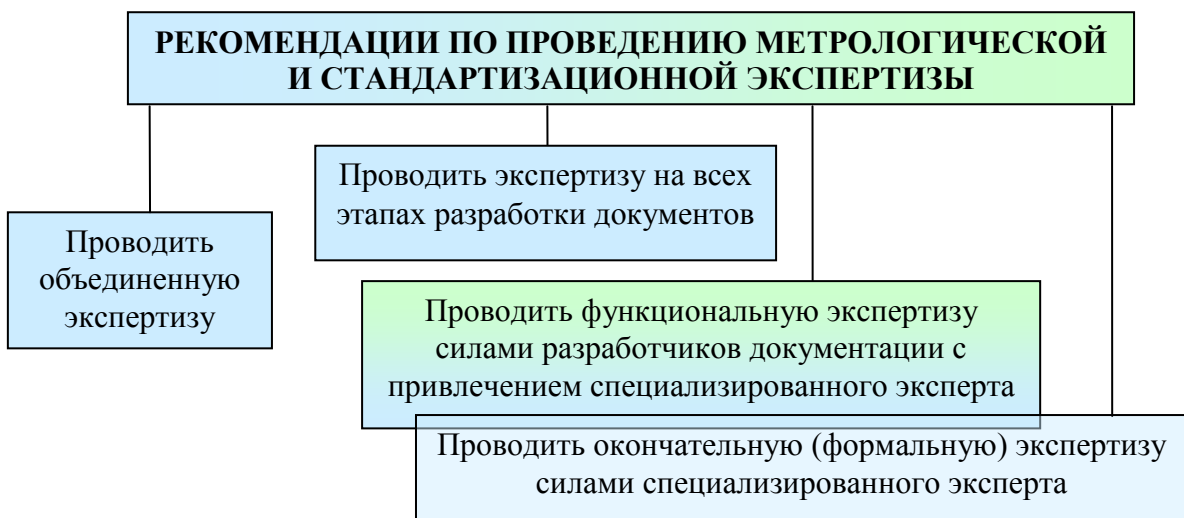 РЕКОМЕНДАЦИИ ПО ПРОВЕДЕНИЮ МЕТРОЛОГИЧЕСКОЙ
И СТАНДАРТИЗАЦИОННОЙ ЭКСПЕРТИЗЫ
Проводить экспертизу на всех
этапах разработки документов
Проводить
объединенную
экспертизу
Проводить функциональную экспертизу
силами разработчиков документации с
привлечением специализированного эксперта
Проводить окончательную (формальную) экспертизу
силами специализированного эксперта